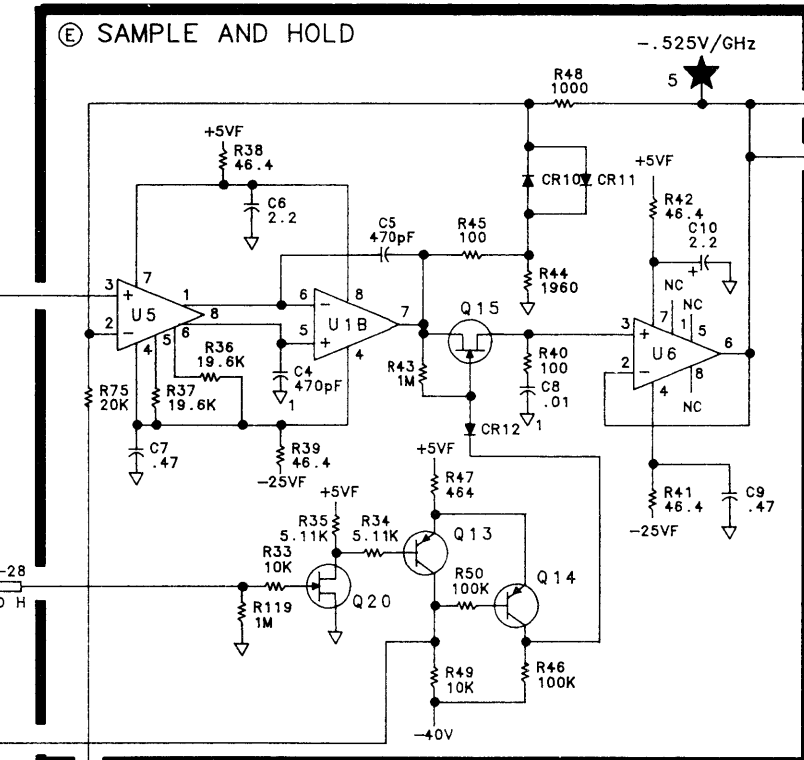 Ⓔ SAMPLE AND HOLD
-.525V/GHz
5
R48
1000
+5VF
R38
46.4
C6
2.2
C5
470pF
R45
100
CR10
CR11
R44
1960
+5VF
R42
46.4
C10
2.2
+
NC
NC
3
+
7
1
8
U5
2
-
4
5
6
6
-
8
7
U1B
5
+
4
Q15
3
+
7
1
5
6
U6
2
-
4
8
NC
R36
19.6K
R37
19.6K
R75
20K
C4
470pF
1
R43
1M
R40
100
C8
.01
1
CR12
C7
.47
R39
46.4
-25VF
+5VF
R47
464
R41
46.4
-25VF
C9
.47
+5VF
R35
5.11K
R34
5.11K
Q13
R33
10K
Q20
R119
1M
R50
100K
Q14
R49
10K
R46
100K
-40V
-28
H